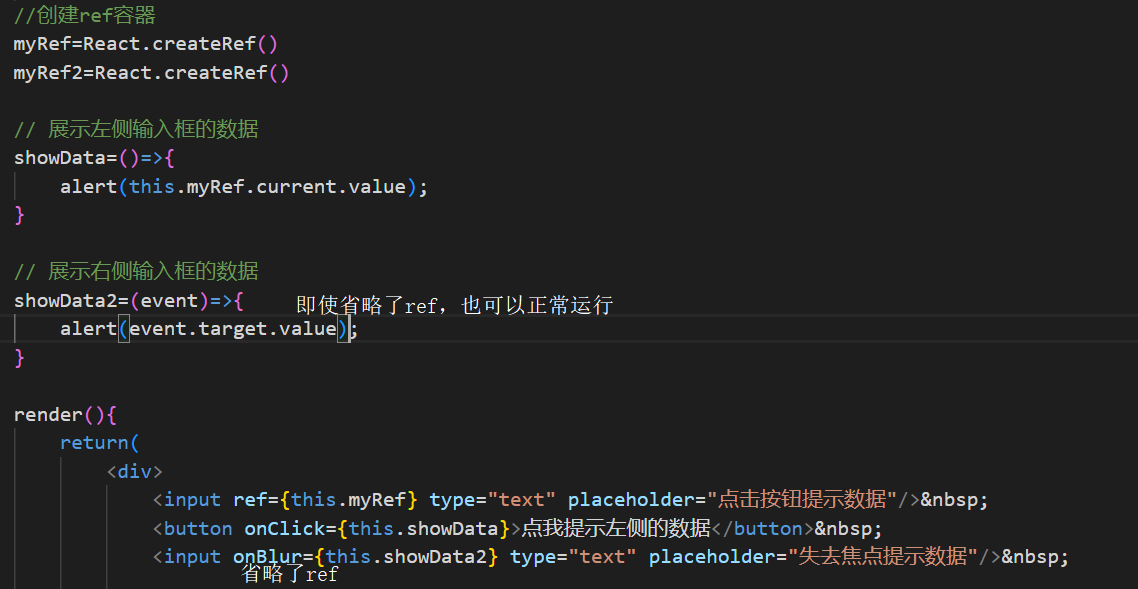 //创建ref容器
myRef=React.createRef()
myRef2=React.createRef()
// 展示左侧输入框的数据
showData=()=>{
alert(this.myRef.current.value);
}
// 展示右侧输入框的数据
showData2=(event)=>{ 即使省略了ref，也可以正常运行
alert(event.target.value);
}
render(){
return(
<div>
<input ref={this.myRef} type="text" placeholder="点击按钮提示数据"/>&nbsp;
<button onClick={this.showData}>点我提示左侧的数据</button>&nbsp;
<input onBlur={this.showData2} type="text" placeholder="失去焦点提示数据"/>&nbsp;
省略了ref